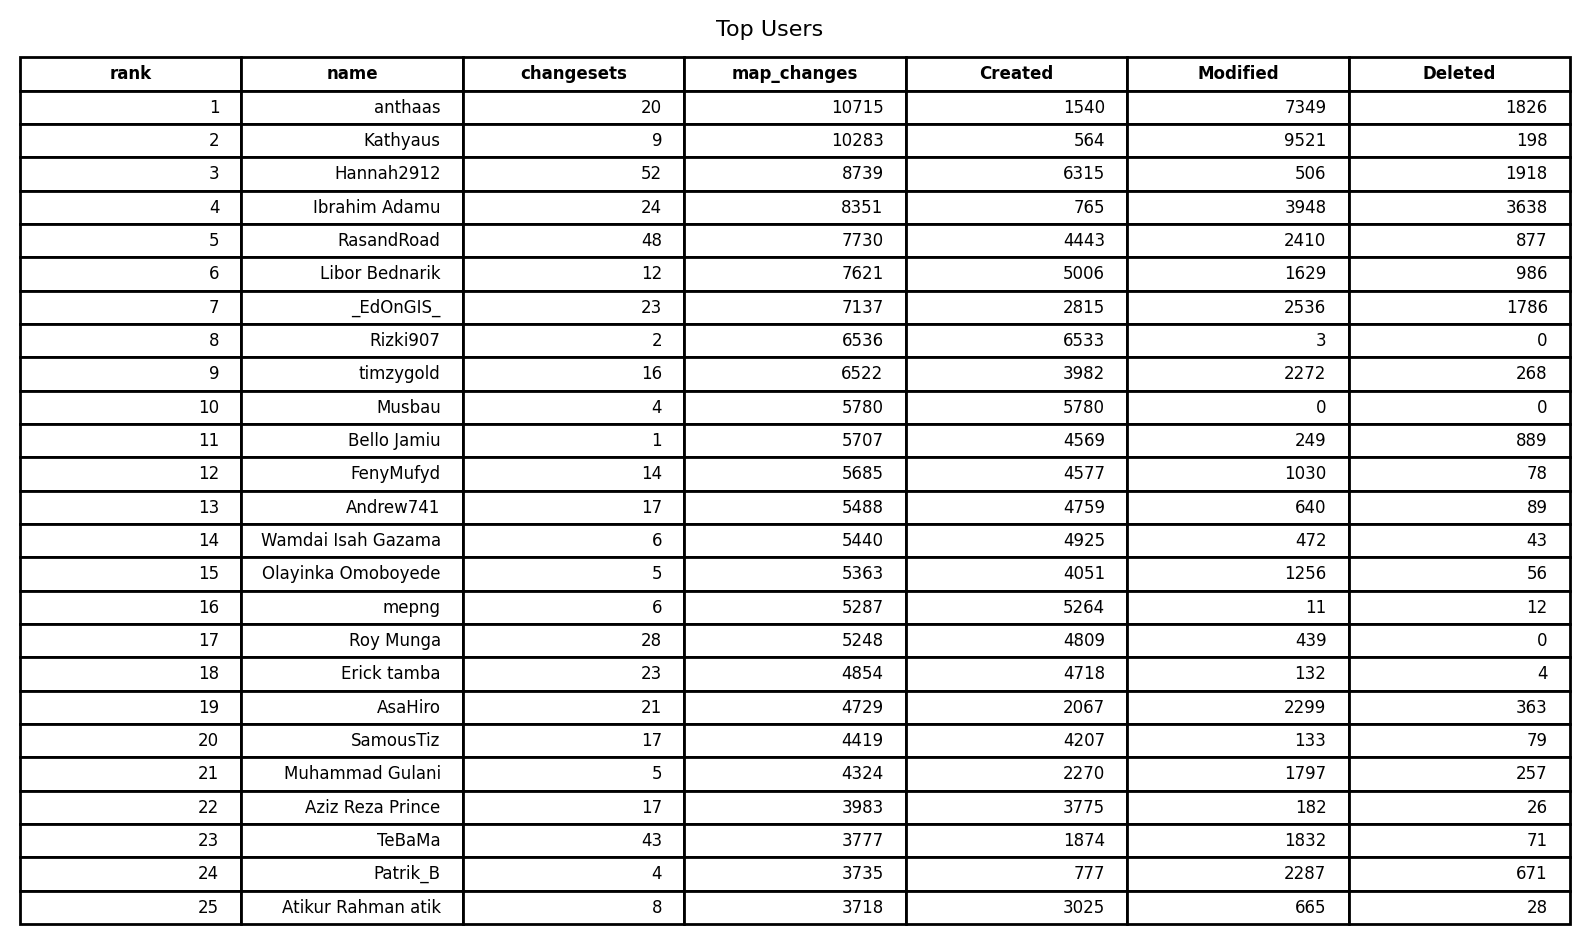 Top Users
rank name changesets map_changes Created Modified Deleted
1 anthaas 20 10715 1540 7349 1826
2 Kathyaus 9 10283 564 9521 198
3 Hannah2912 52 8739 6315 506 1918
4 Ibrahim Adamu 24 8351 765 3948 3638
5 RasandRoad 48 7730 4443 2410 877
6 Libor Bednarik 12 7621 5006 1629 986
7 _EdOnGIS_ 23 7137 2815 2536 1786
8 Rizki907 2 6536 6533 3 0
9 timzygold 16 6522 3982 2272 268
10 Musbau 4 5780 5780 0 0
11 Bello Jamiu 1 5707 4569 249 889
12 FenyMufyd 14 5685 4577 1030 78
13 Andrew741 17 5488 4759 640 89
14 Wamdai Isah Gazama 6 5440 4925 472 43
15 Olayinka Omoboyede 5 5363 4051 1256 56
16 mepng 6 5287 5264 11 12
17 Roy Munga 28 5248 4809 439 0
18 Erick tamba 23 4854 4718 132 4
19 AsaHiro 21 4729 2067 2299 363
20 SamousTiz 17 4419 4207 133 79
21 Muhammad Gulani 5 4324 2270 1797 257
22 Aziz Reza Prince 17 3983 3775 182 26
23 TeBaMa 43 3777 1874 1832 71
24 Patrik_B 4 3735 777 2287 671
25 Atikur Rahman atik 8 3718 3025 665 28